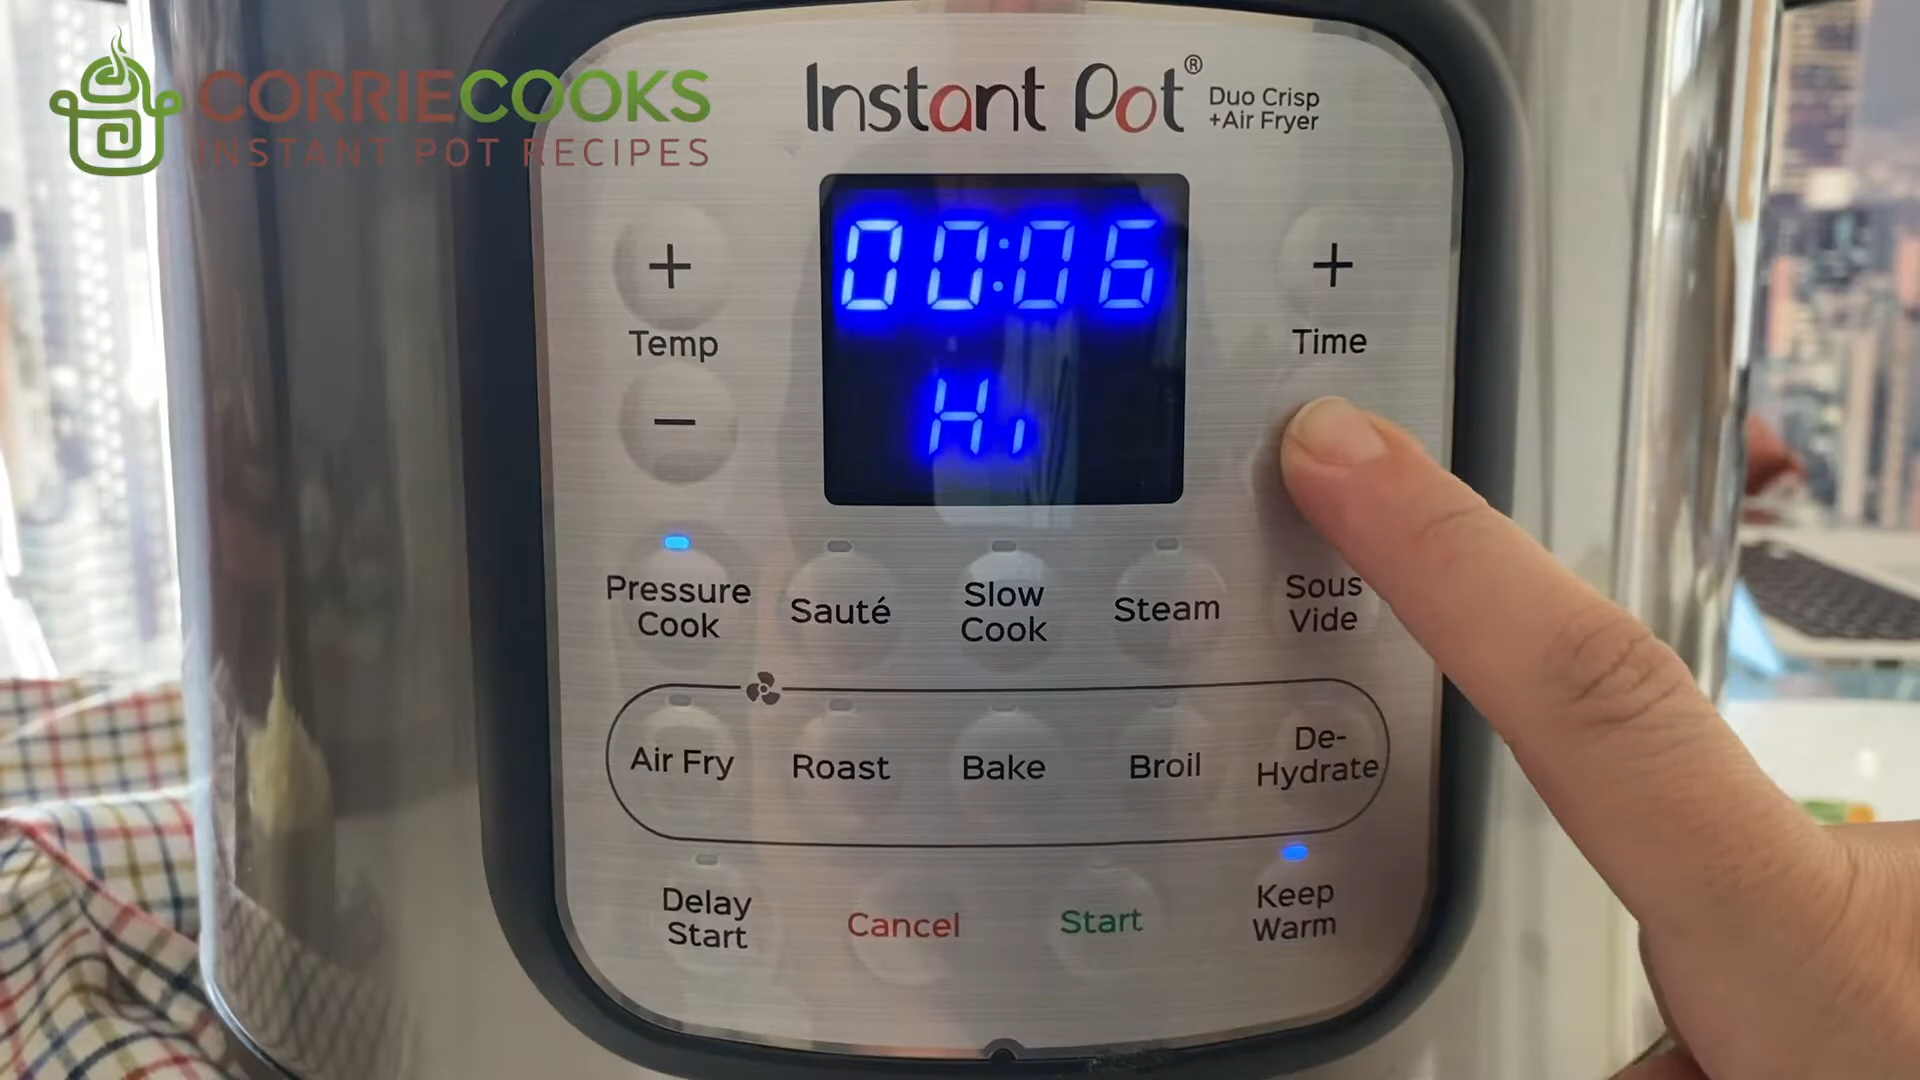 CORRIECOOKS
INSTANT POT RECIPES
Instant Pot®
Duo Crisp
+Air Fryer
00:06
Hi
+
Temp
−
+
Time
Pressure
Cook
Sauté
Slow
Cook
Steam
Sous
Vide
Air Fry
Roast
Bake
Broil
De-
Hydrate
Delay
Start
Cancel
Start
Keep
Warm